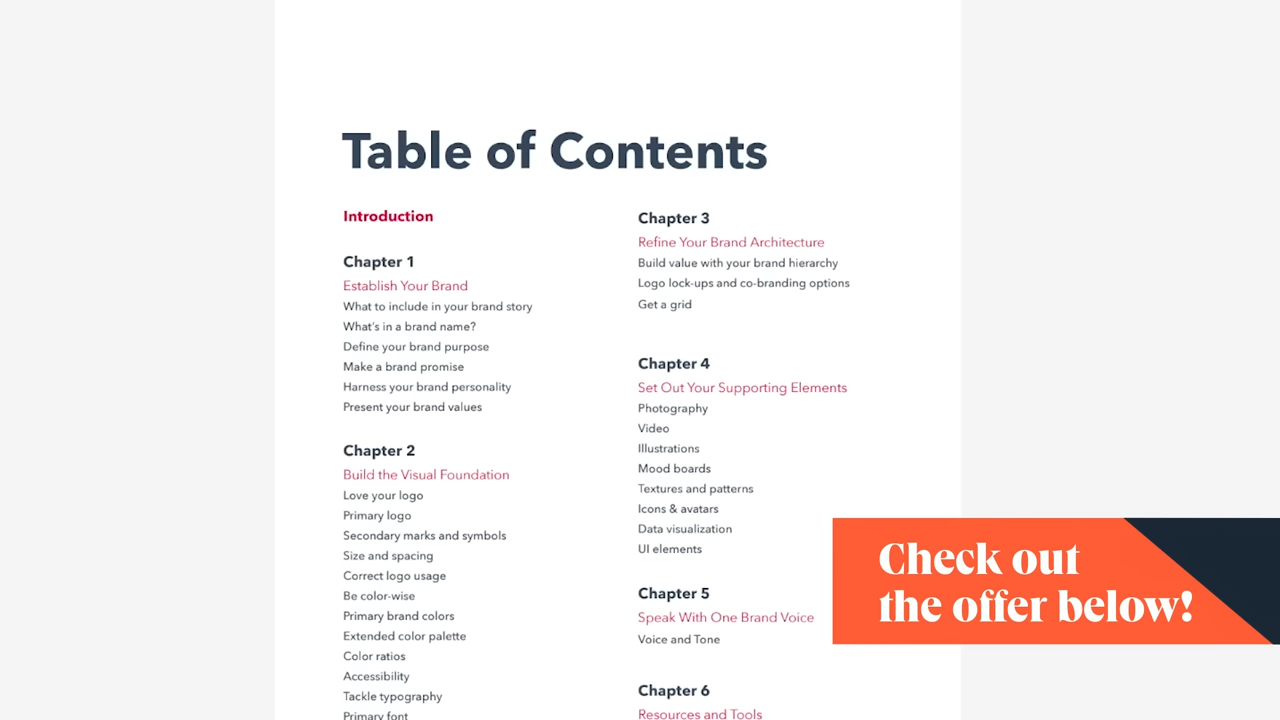 Table of Contents
Introduction
Chapter 1
Establish Your Brand
What to include in your brand story
What's in a brand name?
Define your brand purpose
Make a brand promise
Harness your brand personality
Present your brand values
Chapter 2
Build the Visual Foundation
Love your logo
Primary logo
Secondary marks and symbols
Size and spacing
Correct logo usage
Be color-wise
Primary brand colors
Extended color palette
Color ratios
Accessibility
Tackle typography
Primary font
Chapter 3
Refine Your Brand Architecture
Build value with your brand hierarchy
Logo lock-ups and co-branding options
Get a grid
Chapter 4
Set Out Your Supporting Elements
Photography
Video
Illustrations
Mood boards
Textures and patterns
Icons & avatars
Data visualization
UI elements
Chapter 5
Speak With One Brand Voice
Voice and Tone
Chapter 6
Resources and Tools
Check out
the offer below!